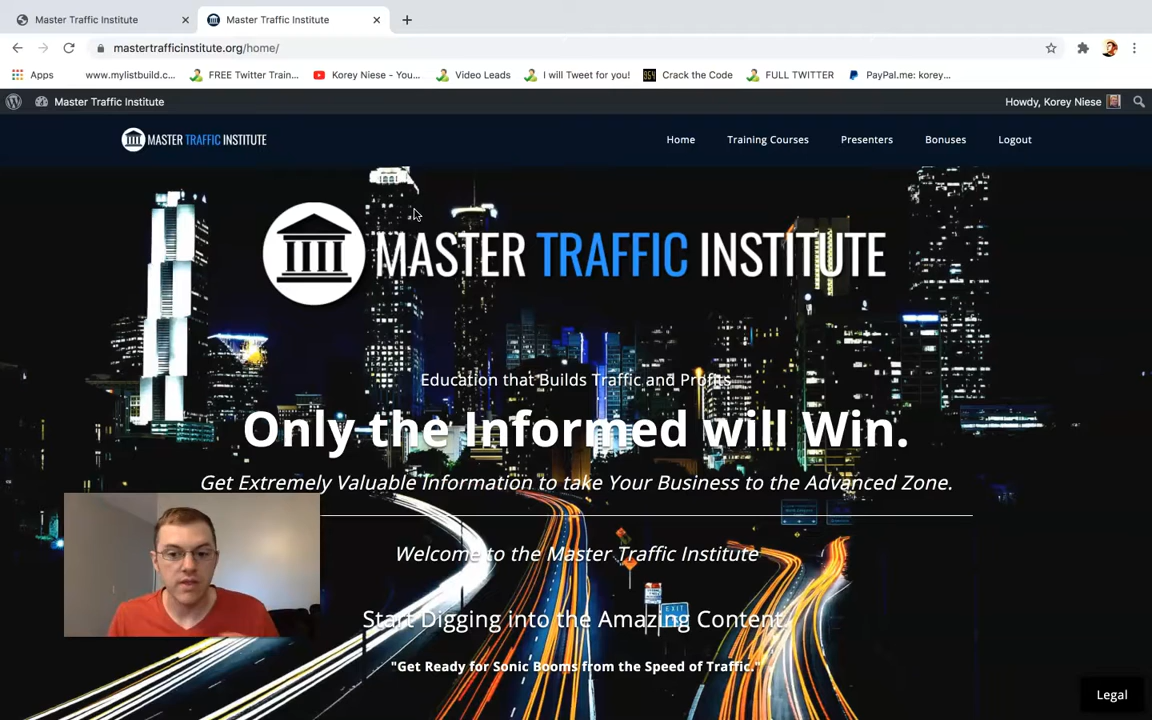 Master Traffic Institute
Master Traffic Institute
mastertrafficinstitute.org/home/
Apps
www.mylistbuild.c...
FREE Twitter Train...
Korey Niese - You...
Video Leads
I will Tweet for you!
Crack the Code
FULL TWITTER
PayPal.me: korey...
Master Traffic Institute
Howdy, Korey Niese
MASTER TRAFFIC INSTITUTE
Home
Training Courses
Presenters
Bonuses
Logout
MASTER TRAFFIC INSTITUTE
Education that Builds Traffic and Profits
Only the Informed will Win.
Get Extremely Valuable Information to take Your Business to the Advanced Zone.
Welcome to the Master Traffic Institute
Start Digging into the Amazing Content.
EXIT
"Get Ready for Sonic Booms from the Speed of Traffic."
Legal